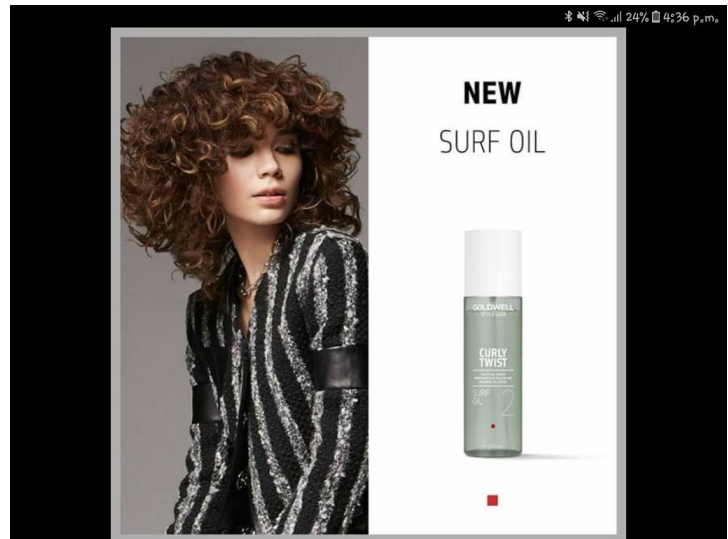 24% 4:36 p.m.
NEW
SURF OIL
GOLDWELL
STYLESIGN
CURLY
TWIST
SURF
OIL
2